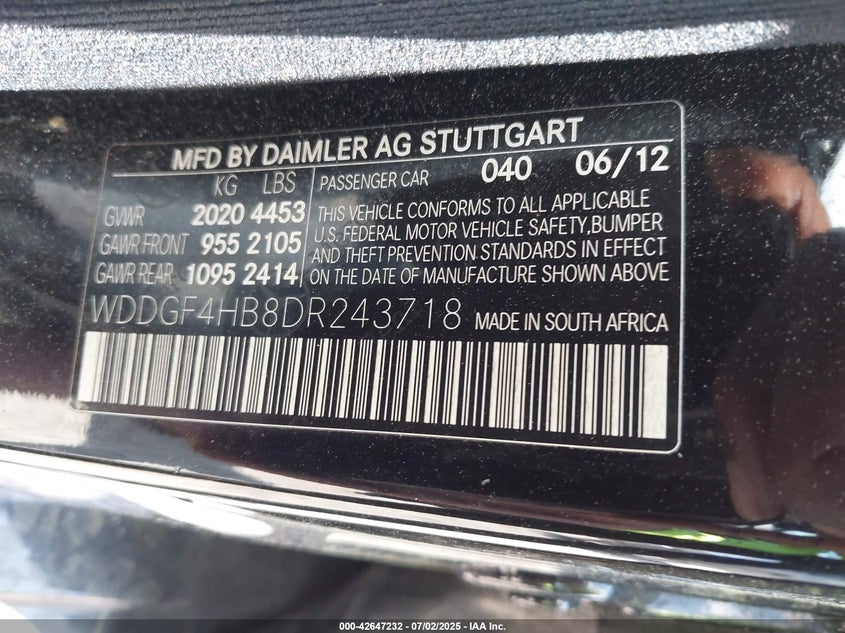 MFD BY DAIMLER AG STUTTGART
KG LBS
GVWR 2020 4453
GAWR FRONT 955 2105
GAWR REAR 1095 2414
PASSENGER CAR 040 06/12
THIS VEHICLE CONFORMS TO ALL APPLICABLE
U.S. FEDERAL MOTOR VEHICLE SAFETY,BUMPER
AND THEFT PREVENTION STANDARDS IN EFFECT
ON THE DATE OF MANUFACTURE SHOWN ABOVE
WDDGF4HB8DR243718 MADE IN SOUTH AFRICA
000-42647232 - 07/02/2025 - IAA Inc.